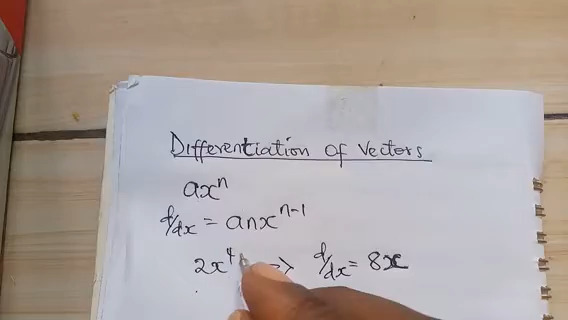 Differentiation of Vectors
axⁿ
d/dx = anxⁿ⁻¹
2x⁴ => d/dx = 8x